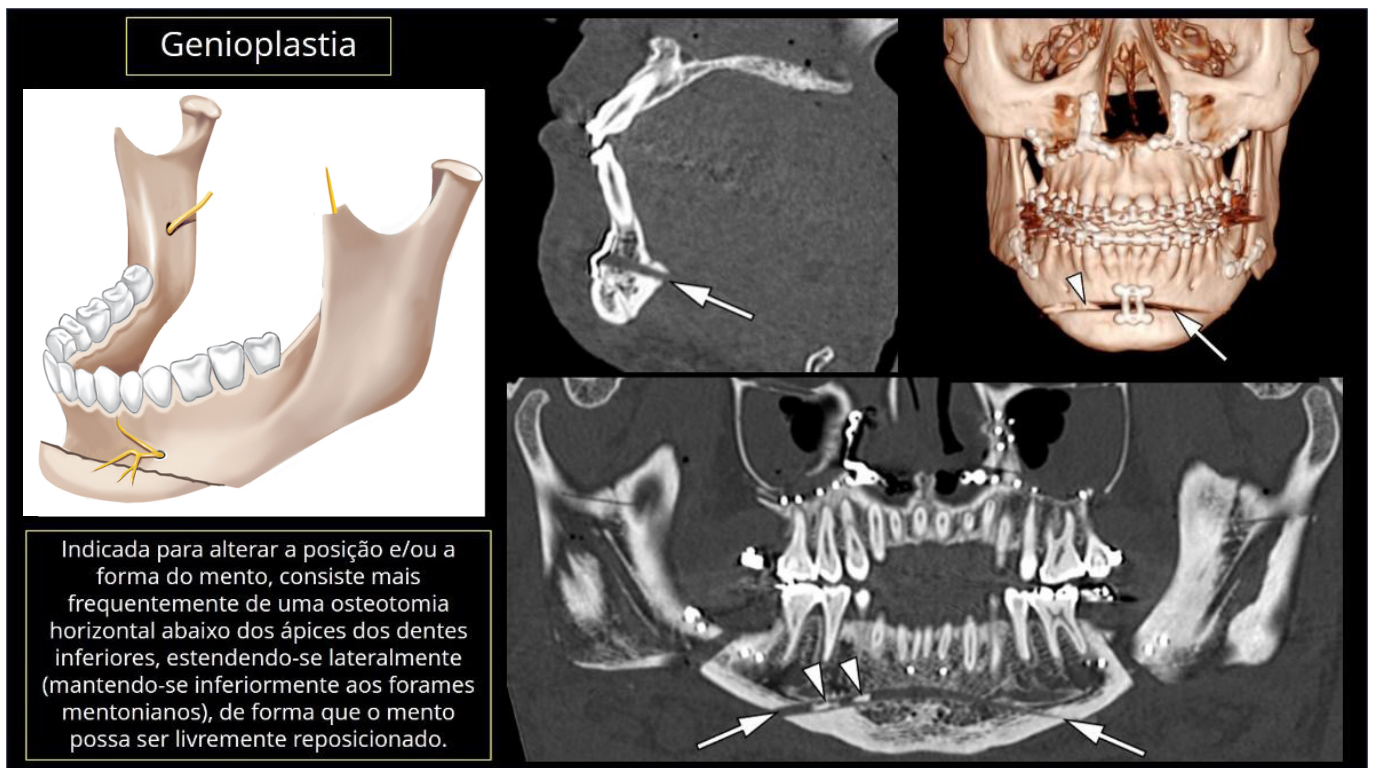 Genioplastia
Indicada para alterar a posição e/ou a
forma do mento, consiste mais
frequentemente de uma osteotomia
horizontal abaixo dos ápices dos dentes
inferiores, estendendo-se lateralmente
(mantendo-se inferiormente aos forames
mentonianos), de forma que o mento
possa ser livremente reposicionado.